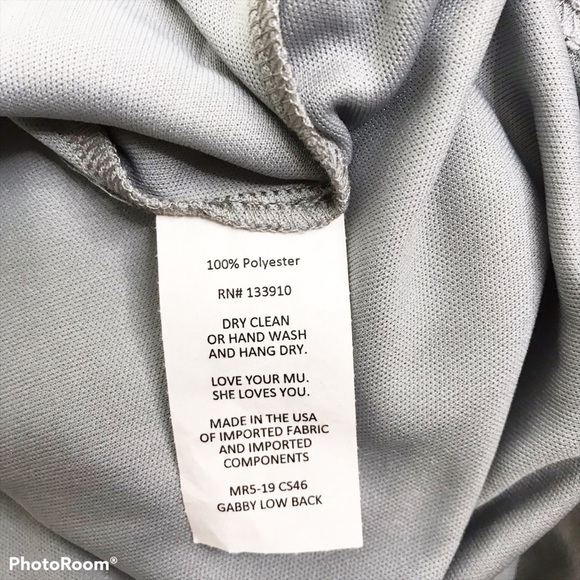 100% Polyester
RN# 133910
DRY CLEAN
OR HAND WASH
AND HANG DRY.
LOVE YOUR MU.
SHE LOVES YOU.
MADE IN THE USA
OF IMPORTED FABRIC
AND IMPORTED
COMPONENTS
MR5-19 CS46
GABBY LOW BACK
PhotoRoom®